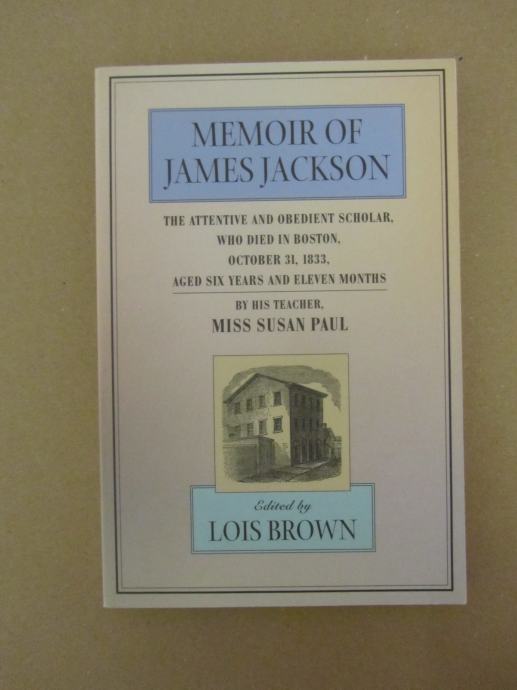 MEMOIR OF
JAMES JACKSON
THE ATTENTIVE AND OBEDIENT SCHOLAR,
WHO DIED IN BOSTON,
OCTOBER 31, 1833,
AGED SIX YEARS AND ELEVEN MONTHS
BY HIS TEACHER,
MISS SUSAN PAUL
Edited by
LOIS BROWN